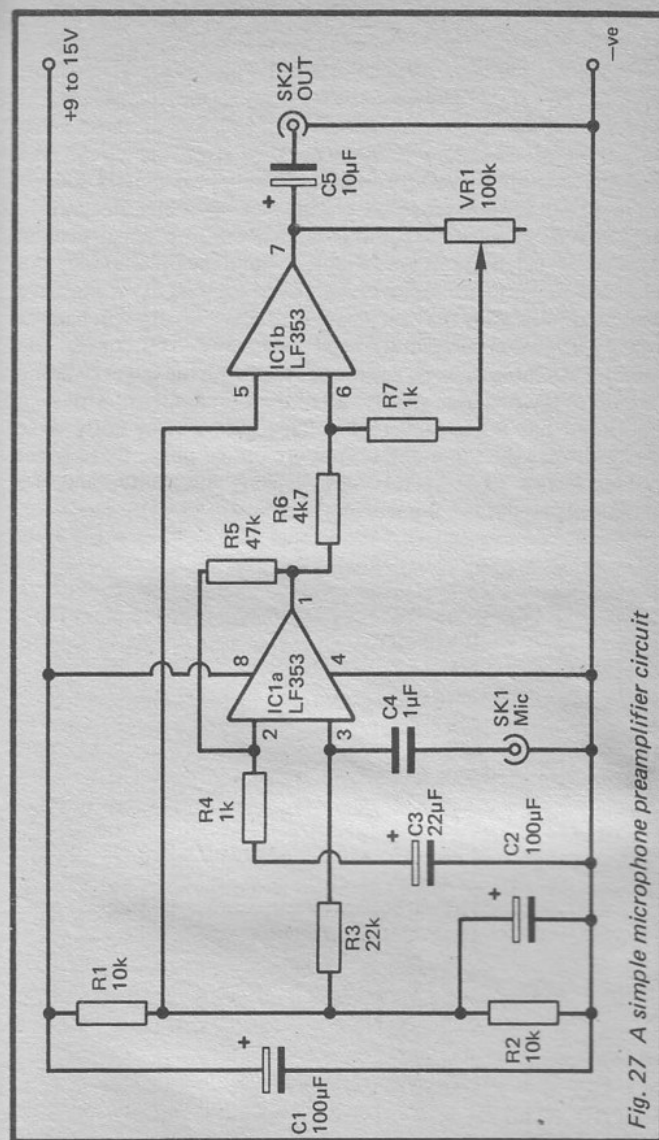 +9 to 15V
R1
10k
C1
100µF
+
R2
10k
R3
22k
+
C2
100µF
R4
1k
+
C3
22µF
2
3
8
4
1
IC1a
LF353
C4
1µF
SK1
Mic
R5
47k
R6
4k7
5
6
7
IC1b
LF353
R7
1k
VR1
100k
+
C5
10µF
SK2
OUT
–ve
Fig. 27 A simple microphone preamplifier circuit